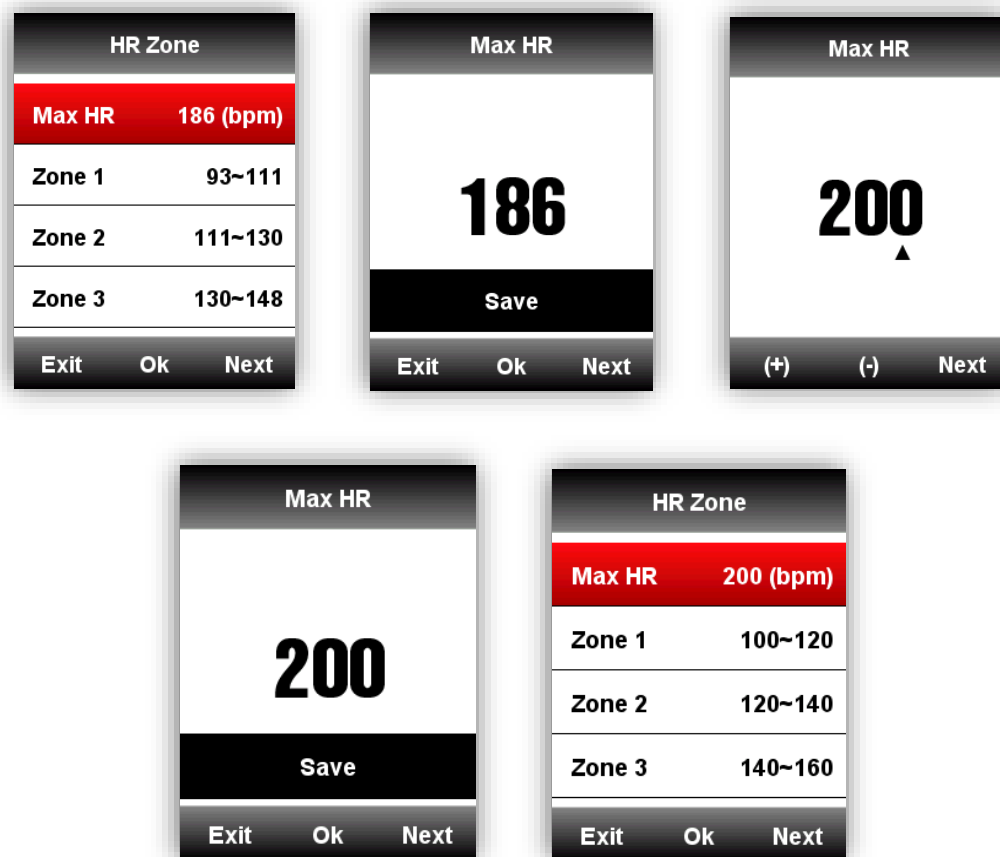 HR Zone
Max HR 186 (bpm)
Zone 1 93~111
Zone 2 111~130
Zone 3 130~148
Exit Ok Next
Max HR
186
Save
Exit Ok Next
Max HR
200
▲
(+) (-) Next
Max HR
200
Save
Exit Ok Next
HR Zone
Max HR 200 (bpm)
Zone 1 100~120
Zone 2 120~140
Zone 3 140~160
Exit Ok Next